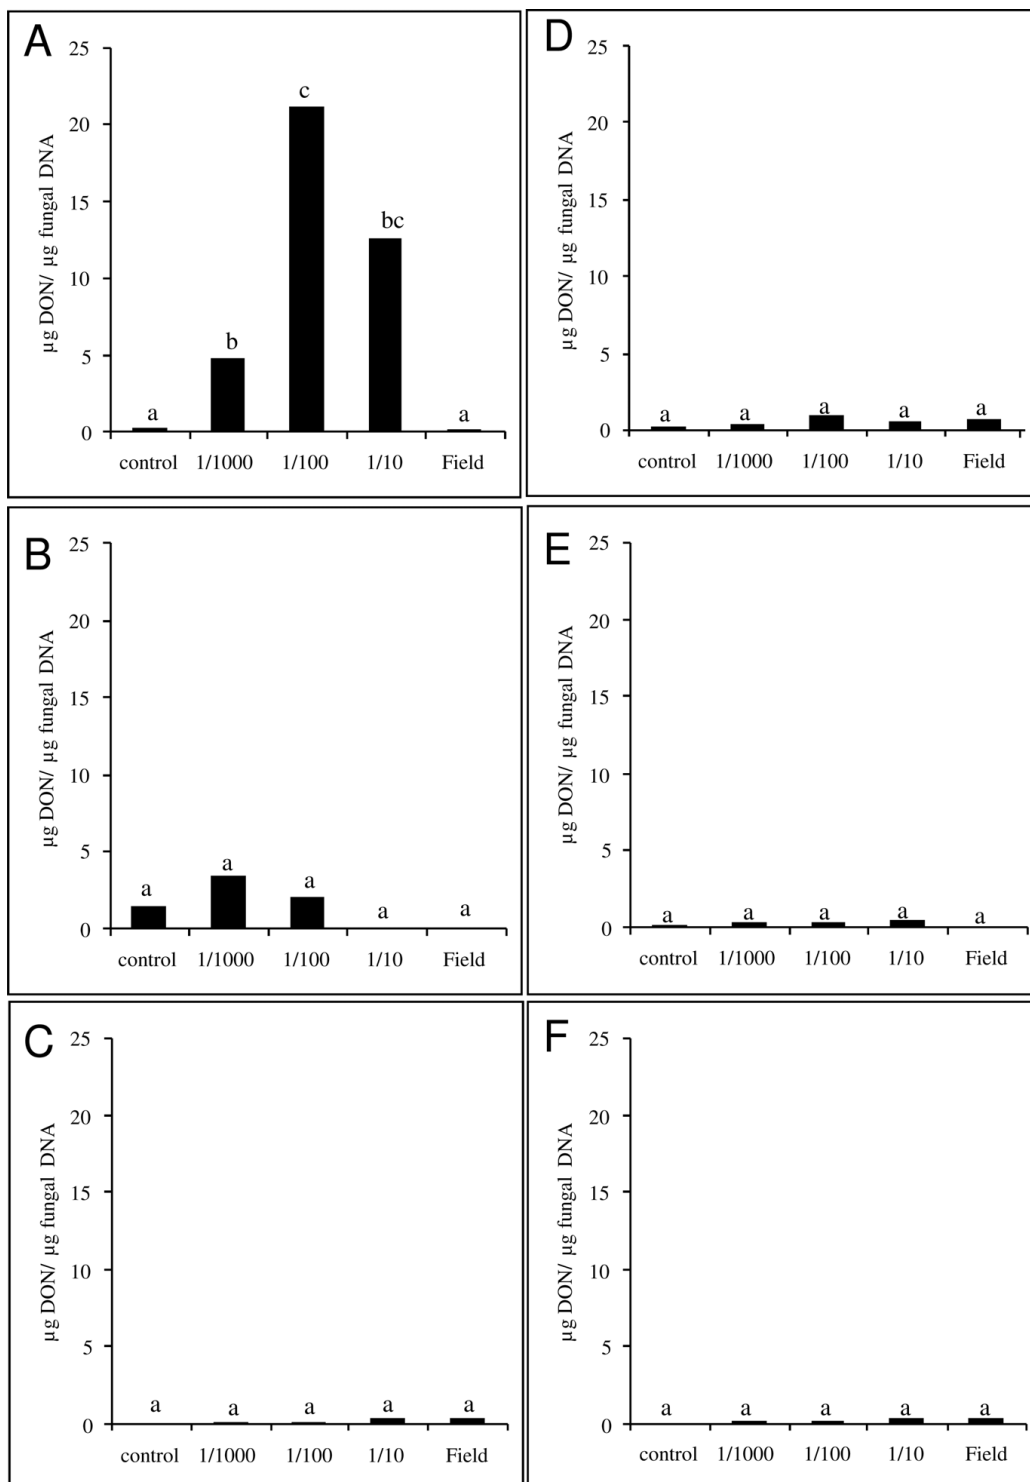 A
25
20
15
10
5
0
µg DON/ µg fungal DNA
a
b
c
bc
a
control 1/1000 1/100 1/10 Field
B
25
20
15
10
5
0
µg DON/ µg fungal DNA
a
a
a
a
a
control 1/1000 1/100 1/10 Field
C
25
20
15
10
5
0
µg DON/ µg fungal DNA
a
a
a
a
a
control 1/1000 1/100 1/10 Field
D
25
20
15
10
5
0
µg DON/ µg fungal DNA
a
a
a
a
a
control 1/1000 1/100 1/10 Field
E
25
20
15
10
5
0
µg DON/ µg fungal DNA
a
a
a
a
a
control 1/1000 1/100 1/10 Field
F
25
20
15
10
5
0
µg DON/ µg fungal DNA
a
a
a
a
a
control 1/1000 1/100 1/10 Field